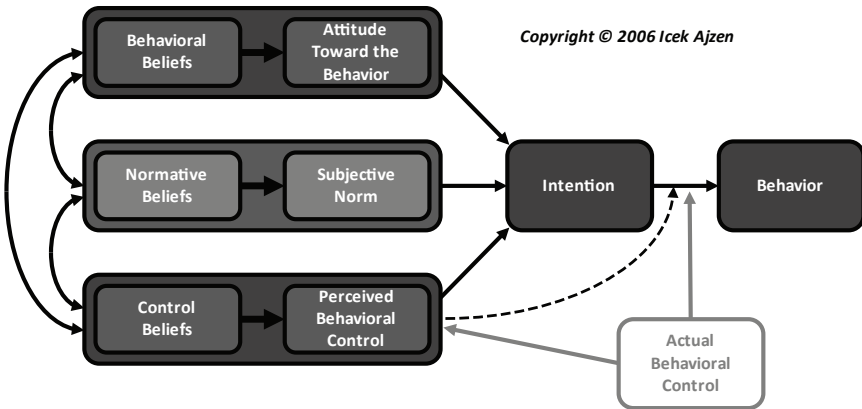 Behavioral
Beliefs
Attitude
Toward the
Behavior
Copyright © 2006 Icek Ajzen
Normative
Beliefs
Subjective
Norm
Intention
Behavior
Control
Beliefs
Perceived
Behavioral
Control
Actual
Behavioral
Control